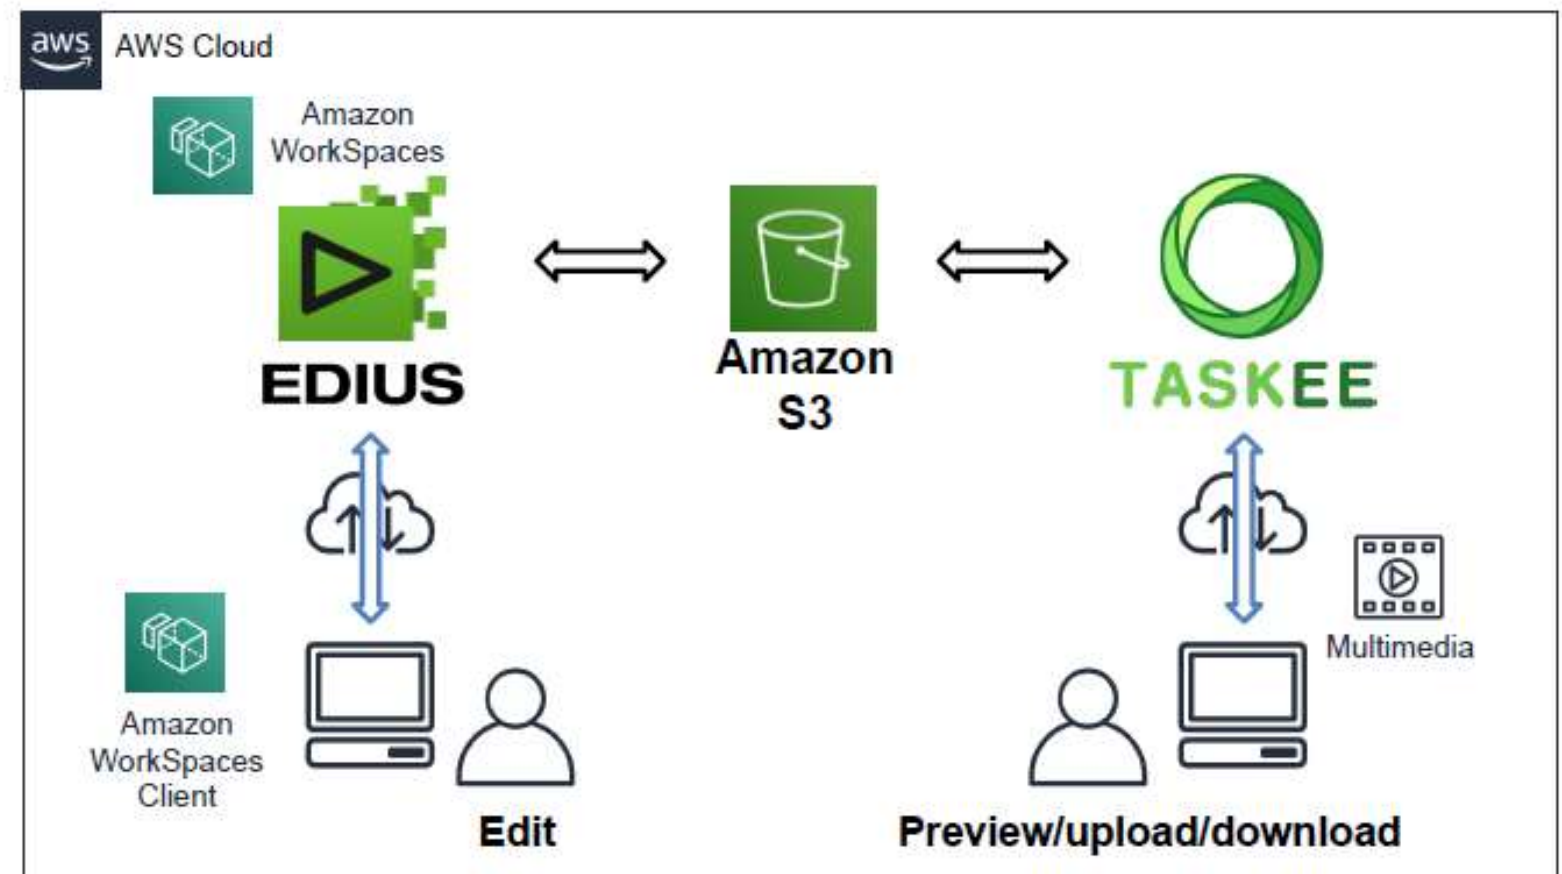 aws
AWS Cloud
Amazon
WorkSpaces
EDIUS
Amazon
S3
TASKEE
Multimedia
Amazon
WorkSpaces
Client
Edit
Preview/upload/download